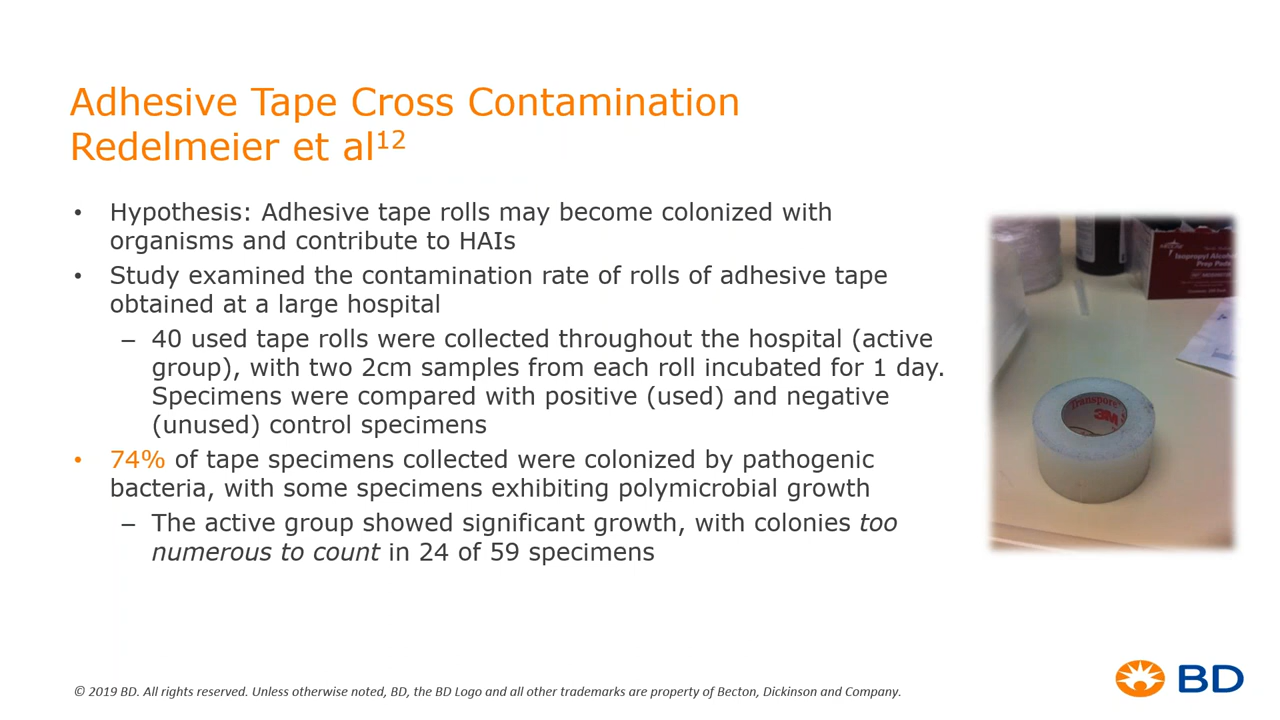 Adhesive Tape Cross Contamination
Redelmeier et al12
• Hypothesis: Adhesive tape rolls may become colonized with
organisms and contribute to HAIs
• Study examined the contamination rate of rolls of adhesive tape
obtained at a large hospital
– 40 used tape rolls were collected throughout the hospital (active
group), with two 2cm samples from each roll incubated for 1 day.
Specimens were compared with positive (used) and negative
(unused) control specimens
• 74% of tape specimens collected were colonized by pathogenic
bacteria, with some specimens exhibiting polymicrobial growth
– The active group showed significant growth, with colonies too
numerous to count in 24 of 59 specimens
Isopropyl Alcohol
Prep Pads
Transpore
3M
© 2019 BD. All rights reserved. Unless otherwise noted, BD, the BD Logo and all other trademarks are property of Becton, Dickinson and Company.
BD